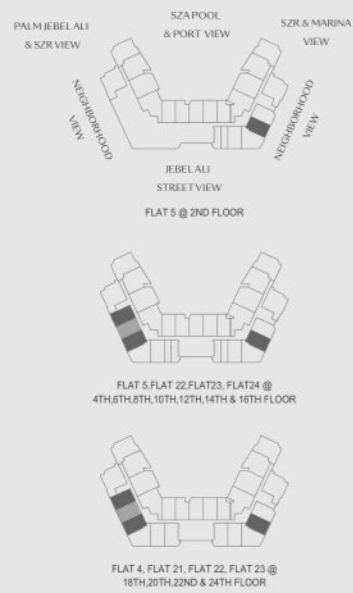 PALM JEBEL ALI
& SZR VIEW
SZA POOL
& PORT VIEW
SZR & MARINA
VIEW
NEIGHBORHOOD
VIEW
NEIGHBORHOOD
VIEW
JEBEL ALI
STREET VIEW
FLAT 5 @ 2ND FLOOR
FLAT 5,FLAT 22,FLAT23, FLAT24 @
4TH,6TH,8TH,10TH,12TH,14TH & 16TH FLOOR
FLAT 4, FLAT 21, FLAT 22, FLAT 23 @
18TH,20TH,22ND & 24TH FLOOR